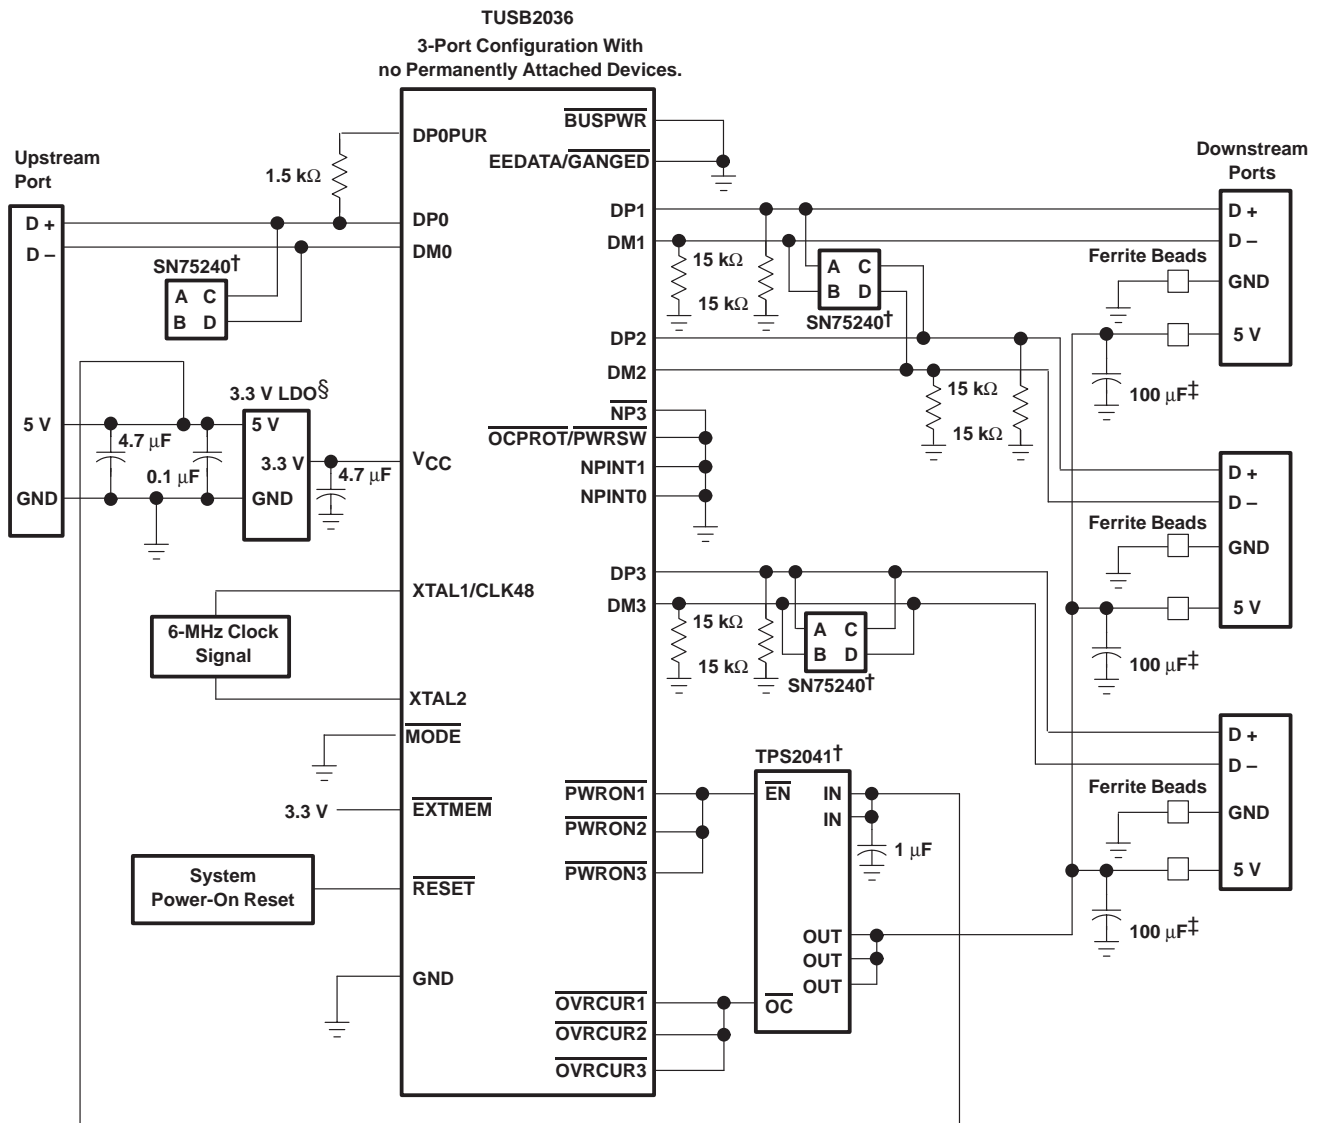 TUSB2036
3-Port Configuration With
no Permanently Attached Devices.
Upstream
Port
D +
D –
5 V
GND
1.5 kΩ
SN75240†
A C
B D
3.3 V LDO§
5 V
3.3 V
GND
4.7 μF
0.1 μF
4.7 μF
6-MHz Clock
Signal
3.3 V
System
Power-On Reset
DP0PUR
DP0
DM0
VCC
XTAL1/CLK48
XTAL2
MODE
EXTMEM
RESET
GND
BUSPWR
EEDATA/GANGED
DP1
DM1
DP2
DM2
NP3
OCPROT/PWRSW
NPINT1
NPINT0
DP3
DM3
PWRON1
PWRON2
PWRON3
OVRCUR1
OVRCUR2
OVRCUR3
15 kΩ
15 kΩ
A C
B D
SN75240†
15 kΩ
15 kΩ
15 kΩ
15 kΩ
A C
B D
SN75240†
TPS2041†
EN
IN
IN
OUT
OUT
OUT
OC
1 μF
Downstream
Ports
D +
D –
Ferrite Beads
GND
5 V
100 μF‡
D +
D –
Ferrite Beads
GND
5 V
100 μF‡
D +
D –
Ferrite Beads
GND
5 V
100 μF‡